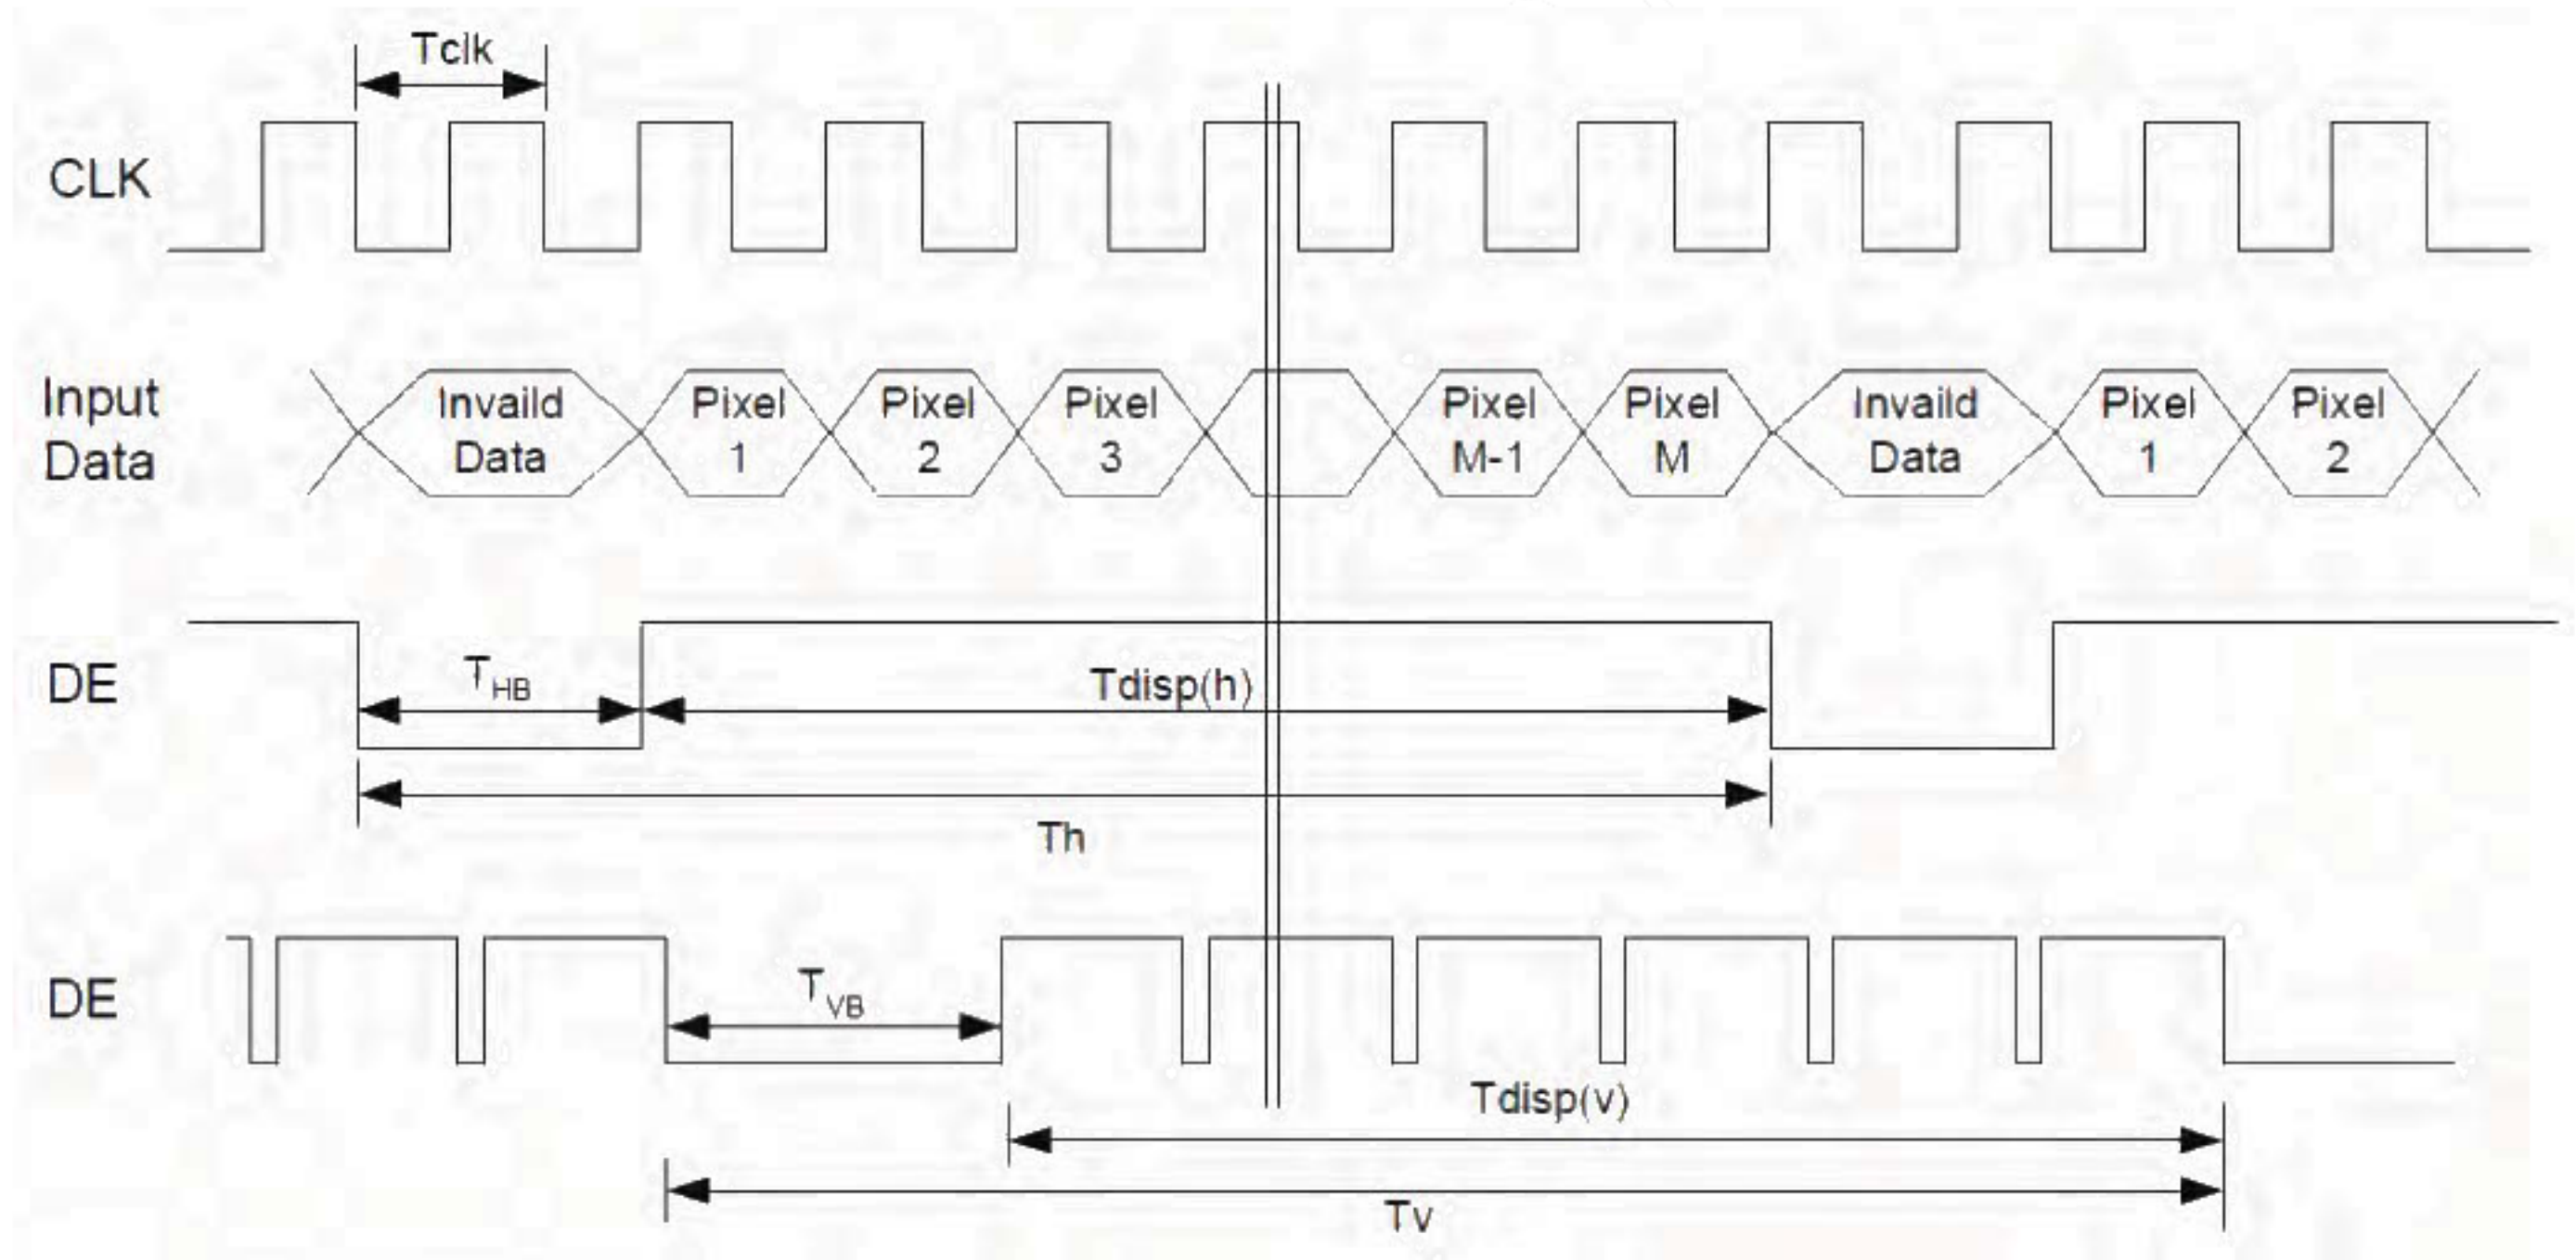 Tclk
CLK
Input
Data
Invaild
Data
Pixel
1
Pixel
2
Pixel
3
Pixel
M-1
Pixel
M
Invaild
Data
Pixel
1
Pixel
2
DE
THB
Tdisp(h)
Th
DE
TVB
Tdisp(v)
Tv